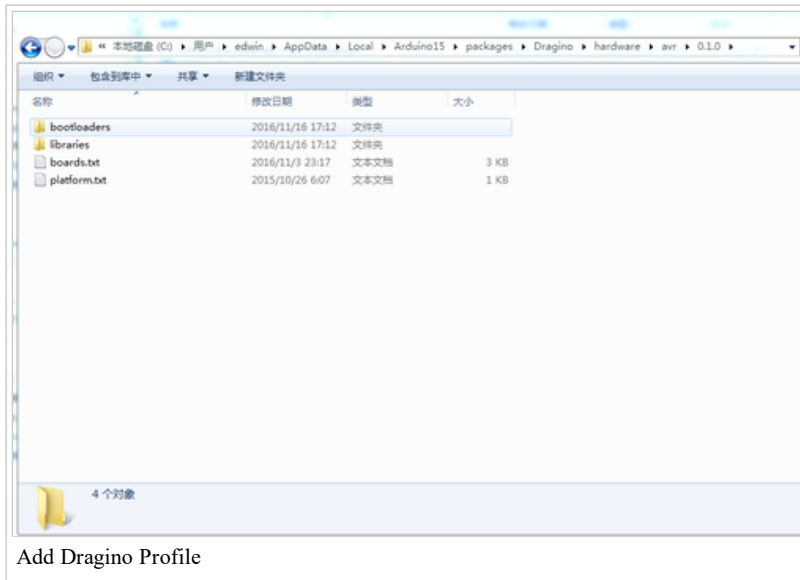 « 本地磁盘 (C:) ▸ 用户 ▸ edwin ▸ AppData ▸ Local ▸ Arduino15 ▸ packages ▸ Dragino ▸ hardware ▸ avr ▸ 0.1.0 ▸
组织 包含到库中 共享 新建文件夹
名称 修改日期 类型 大小
bootloaders 2016/11/16 17:12 文件夹
libraries 2016/11/16 17:12 文件夹
boards.txt 2016/11/3 23:17 文本文档 3 KB
platform.txt 2015/10/26 6:07 文本文档 1 KB
4 个对象
Add Dragino Profile